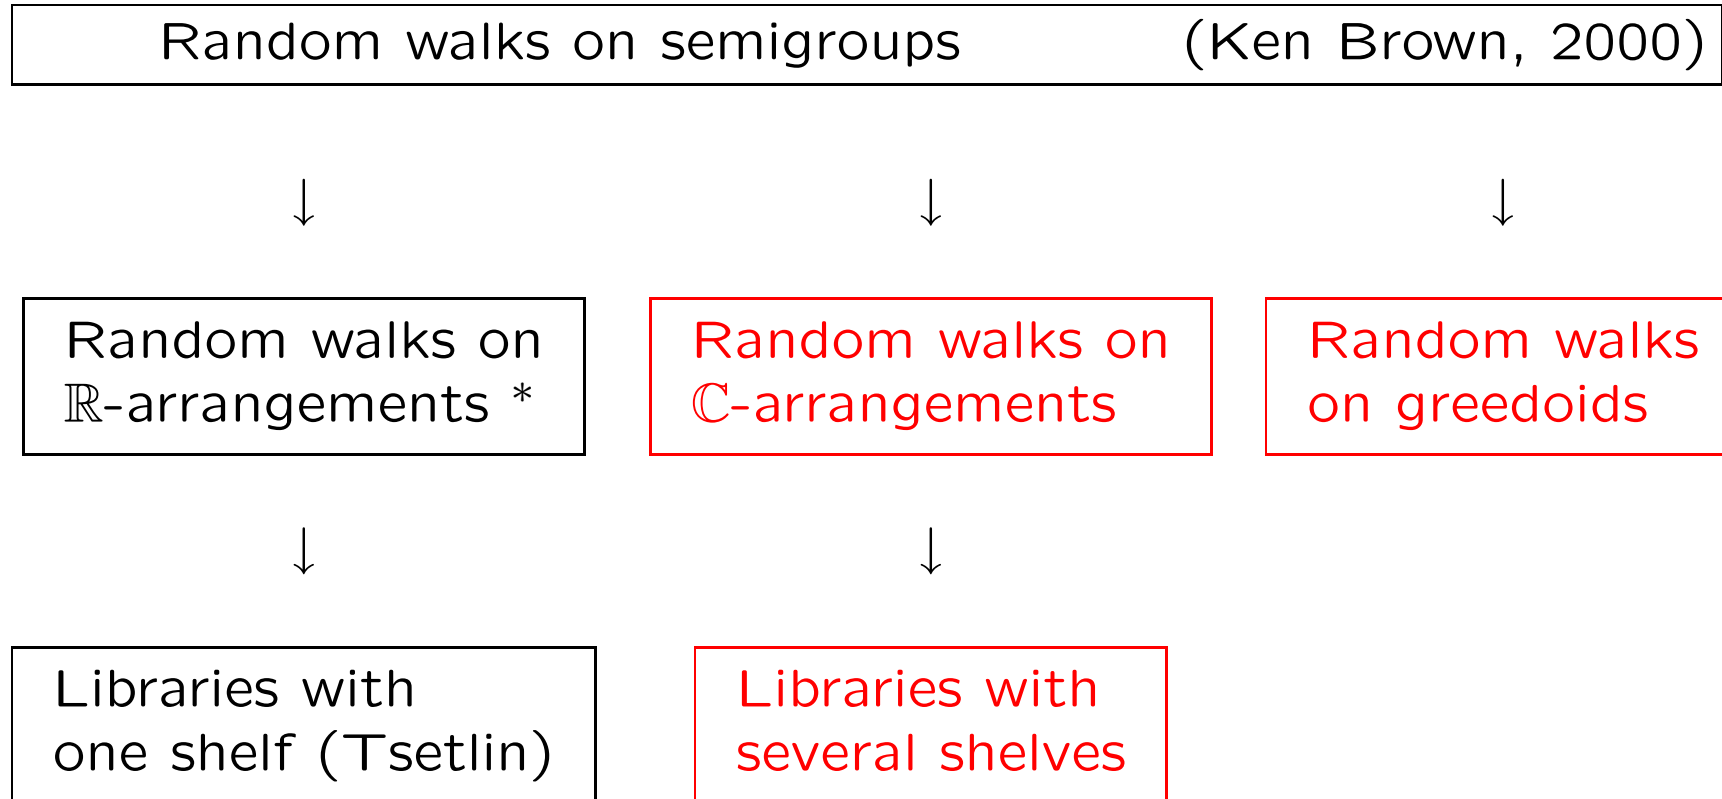 Random walks on semigroups (Ken Brown, 2000)
↓ ↓ ↓
Random walks on
ℝ-arrangements *
Random walks on
ℂ-arrangements
Random walks
on greedoids
↓ ↓
Libraries with
one shelf (Tsetlin)
Libraries with
several shelves